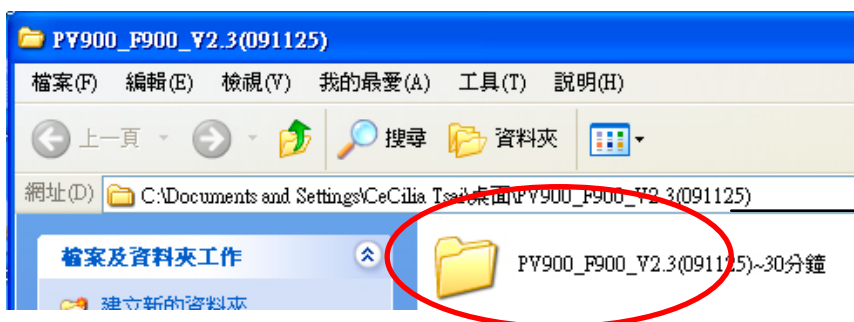 PV900_F900_V2.3(091125)
檔案(F) 編輯(E) 檢視(V) 我的最愛(A) 工具(T) 說明(H)
上一頁 搜尋 資料夾
網址(D) C:\Documents and Settings\CeCilia Tsai\桌面\PV900_F900_V2.3(091125)
檔案及資料夾工作
PV900_F900_V2.3(091125)~30分鐘
建立新的資料夾